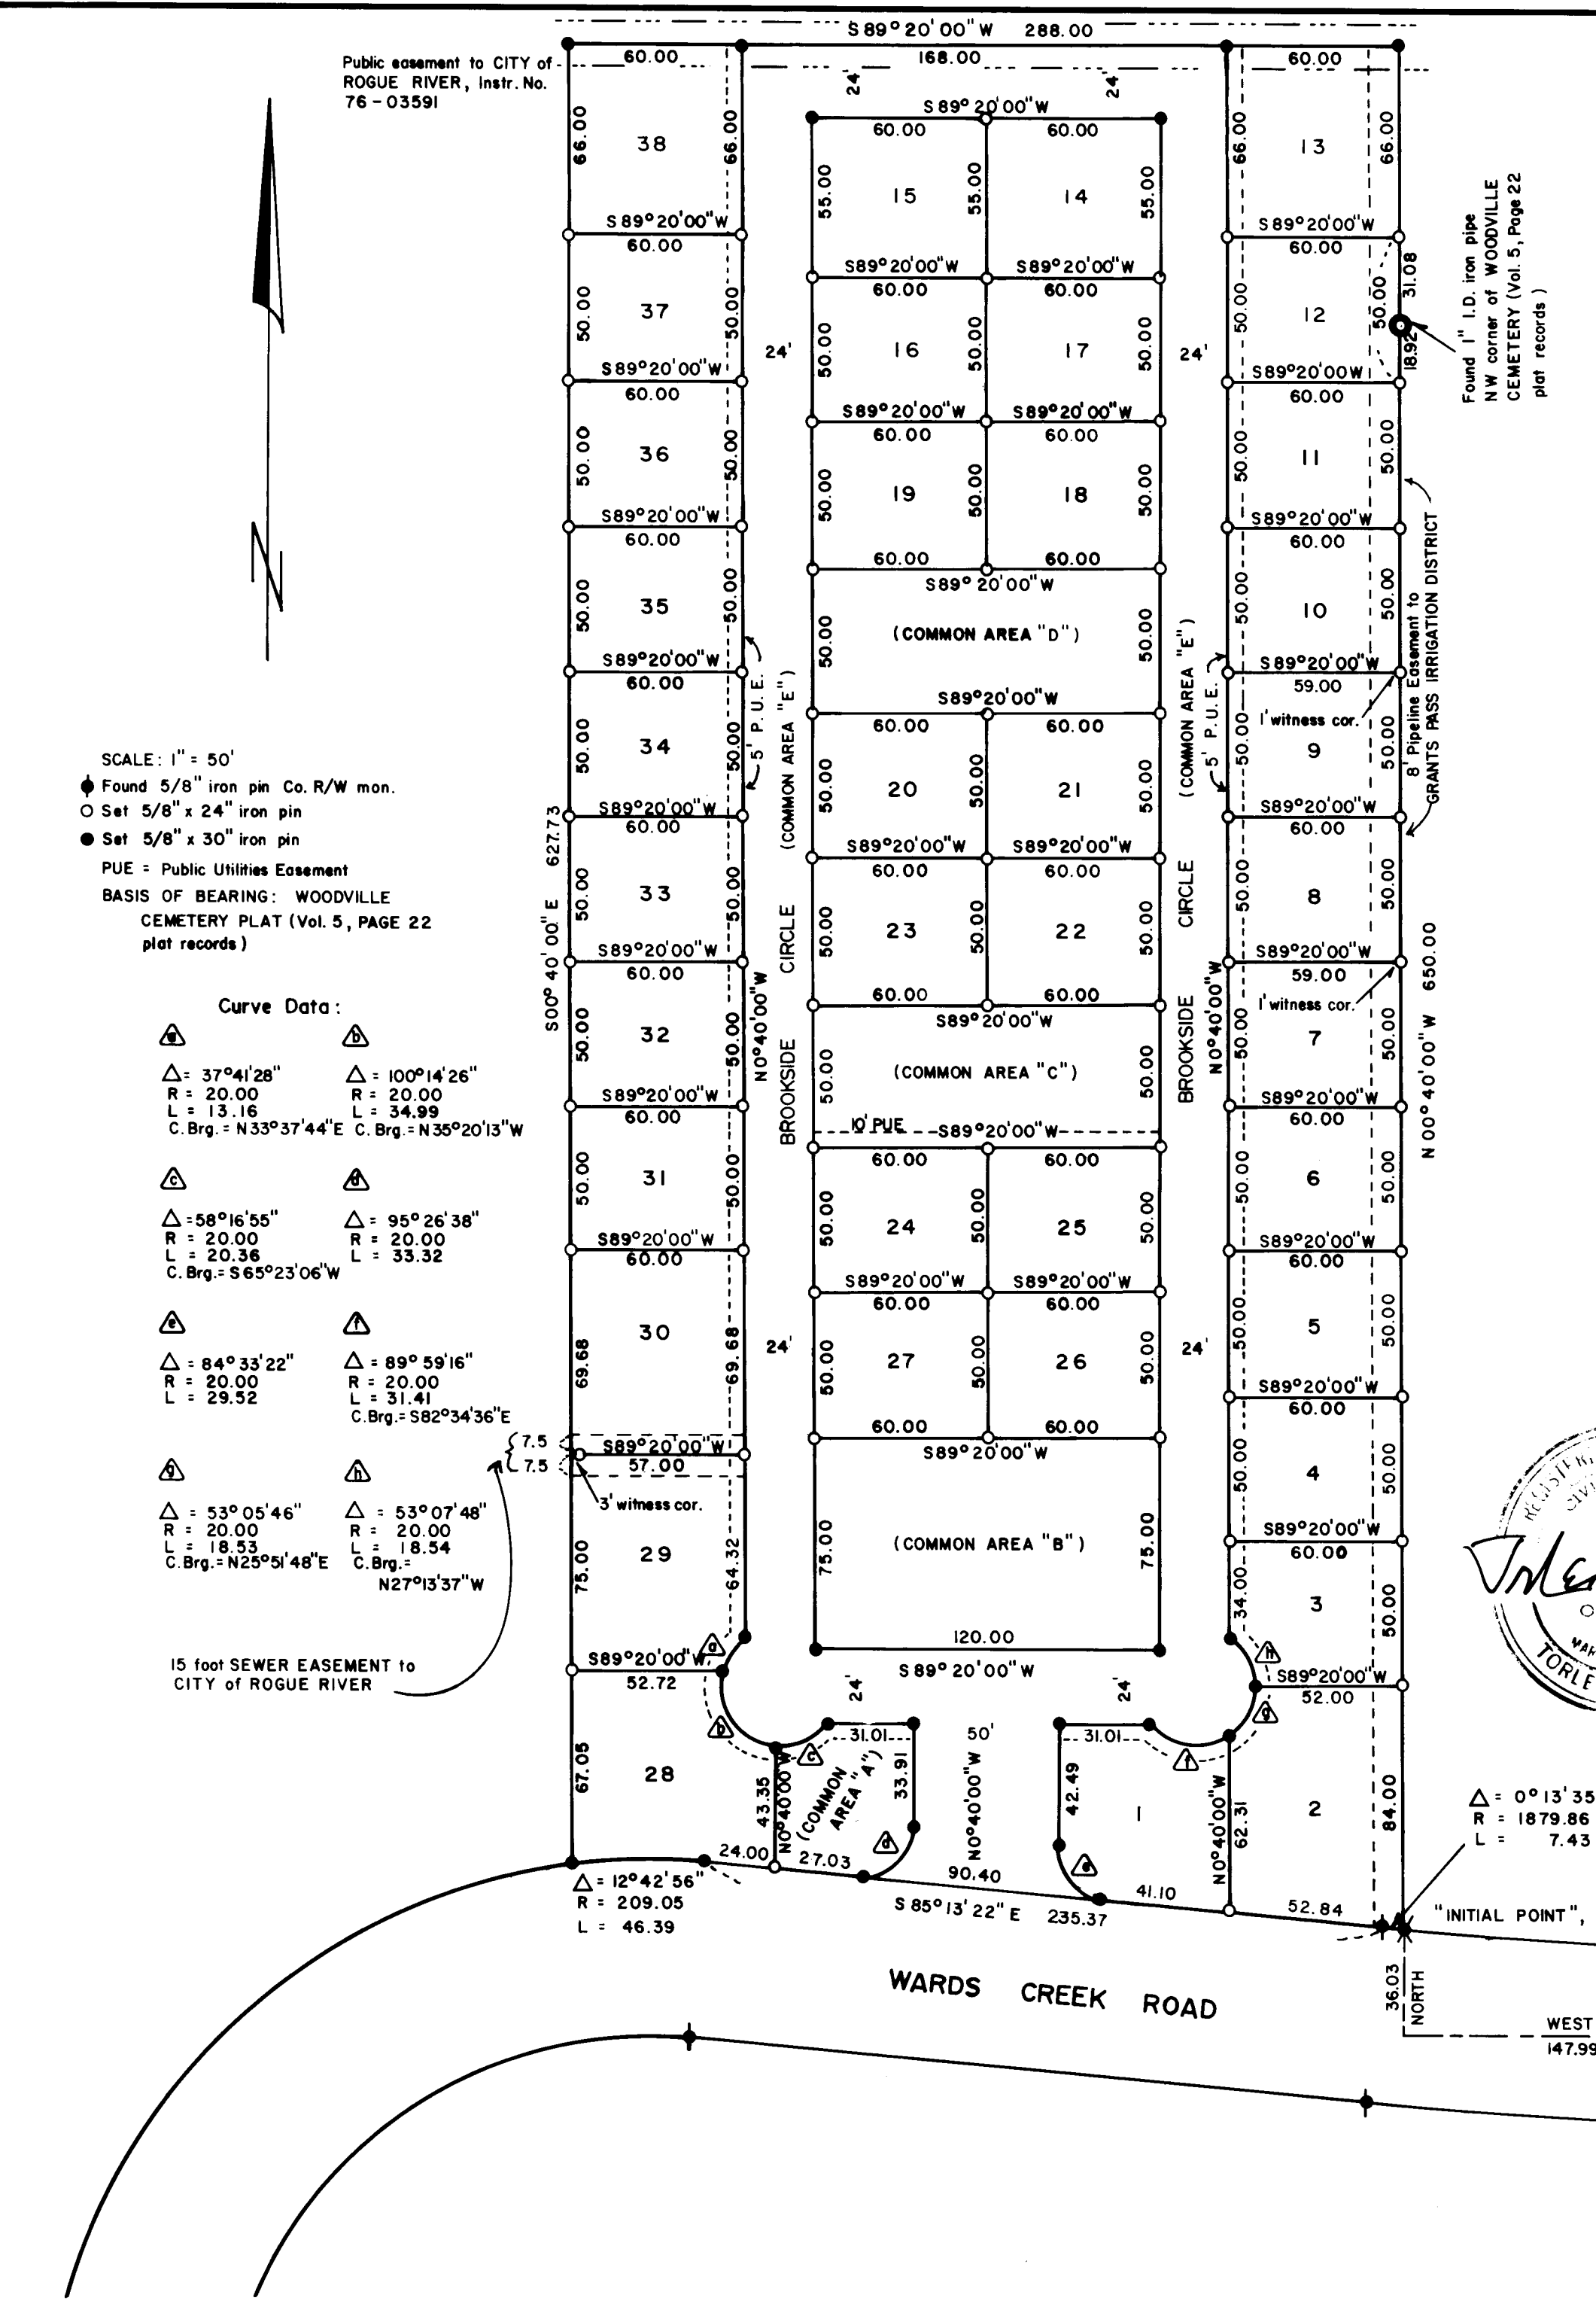 S 89° 20' 00" W 288.00
60.00
168.00
60.00
Public easement to CITY of
ROGUE RIVER, Instr. No.
76-03591
24'
24'
S 89° 20' 00" W
60.00
60.00
66.00
38
66.00
55.00
15
55.00
14
55.00
66.00
13
66.00
Found 1" I.D. iron pipe
NW corner of WOODVILLE
CEMETERY (Vol. 5, Page 22
plat records)
S 89° 20' 00" W
60.00
S89° 20' 00" W
60.00
S89° 20' 00" W
60.00
S89° 20' 00" W
60.00
50.00
37
50.00
24'
50.00
16
50.00
17
50.00
24'
50.00
12
50.00
31.08
18.92
S89° 20' 00" W
60.00
S89° 20' 00" W
60.00
S89° 20' 00" W
60.00
S89° 20' 00 W
60.00
50.00
36
50.00
50.00
19
50.00
18
50.00
50.00
11
50.00
S89° 20' 00" W
60.00
60.00
60.00
S89° 20' 00" W
S89° 20' 00" W
60.00
50.00
35
50.00
50.00
(COMMON AREA "D")
50.00
50.00
10
50.00
8' Pipeline Easement to
GRANTS PASS IRRIGATION DISTRICT
S89° 20' 00" W
60.00
S89° 20' 00" W
60.00
60.00
S 89° 20' 00" W
59.00
1' witness cor.
50.00
34
50.00
5' P. U. E.
(COMMON AREA "E")
50.00
20
50.00
21
50.00
(COMMON AREA "E")
5' P. U. E.
50.00
9
50.00
SCALE: 1" = 50'
Found 5/8" iron pin Co. R/W mon.
Set 5/8" x 24" iron pin
Set 5/8" x 30" iron pin
PUE = Public Utilities Easement
BASIS OF BEARING: WOODVILLE
CEMETERY PLAT (Vol. 5, PAGE 22
plat records)
S89° 20' 00" W
60.00
S89° 20' 00" W
60.00
S89° 20' 00" W
60.00
S89° 20' 00" W
60.00
S00° 40' 00" E 627.73
50.00
33
50.00
BROOKSIDE CIRCLE
50.00
23
50.00
22
50.00
BROOKSIDE CIRCLE
50.00
8
50.00
S89° 20' 00" W
60.00
60.00
60.00
S89° 20' 00" W
S89° 20' 00" W
59.00
1' witness cor.
50.00
32
50.00
N0° 40' 00" W
50.00
(COMMON AREA "C")
50.00
N0° 40' 00" W
50.00
7
50.00
N 00° 40' 00" W 650.00
S89° 20' 00" W
60.00
10' PUE
S89° 20' 00" W
60.00
60.00
S89° 20' 00" W
60.00
50.00
31
50.00
50.00
24
50.00
25
50.00
50.00
6
50.00
S89° 20' 00" W
60.00
S89° 20' 00" W
60.00
S89° 20' 00" W
60.00
S89° 20' 00" W
60.00
69.68
30
69.68
24'
50.00
27
50.00
26
50.00
24'
50.00
5
50.00
60.00
60.00
S89° 20' 00" W
S89° 20' 00" W
60.00
7.5
7.5
S89° 20' 00" W
57.00
3' witness cor.
50.00
4
50.00
S89° 20' 00" W
60.00
75.00
29
64.32
75.00
(COMMON AREA "B")
75.00
120.00
S 89° 20' 00" W
34.00
3
50.00
S89° 20' 00" W
52.72
S89° 20' 00" W
52.00
a
b
c
h
g
f
24'
24'
31.01
50'
31.01
67.05
28
43.35
N0° 40' 00" W
(COMMON
AREA "A")
33.91
d
N0° 40' 00" W
42.49
e
1
N0° 40' 00" W
62.31
2
84.00
24.00
27.03
90.40
41.10
52.84
S 85° 13' 22" E 235.37
△ = 12° 42' 56"
R = 209.05
L = 46.39
△ = 0° 13' 35
R = 1879.86
L = 7.43
"INITIAL POINT",
36.03
NORTH
WEST
147.99
WARDS CREEK ROAD
Curve Data:
a
△ = 37° 41' 28"
R = 20.00
L = 13.16
C. Brg. = N 33° 37' 44" E
b
△ = 100° 14' 26"
R = 20.00
L = 34.99
C. Brg. = N 35° 20' 13" W
c
△ = 58° 16' 55"
R = 20.00
L = 20.36
C. Brg. = S 65° 23' 06" W
d
△ = 95° 26' 38"
R = 20.00
L = 33.32
e
△ = 84° 33' 22"
R = 20.00
L = 29.52
f
△ = 89° 59' 16"
R = 20.00
L = 31.41
C. Brg. = S82° 34' 36" E
g
△ = 53° 05' 46"
R = 20.00
L = 18.53
C. Brg. = N25° 51' 48" E
h
△ = 53° 07' 48"
R = 20.00
L = 18.54
C. Brg. =
N27° 13' 37" W
15 foot SEWER EASEMENT to
CITY of ROGUE RIVER